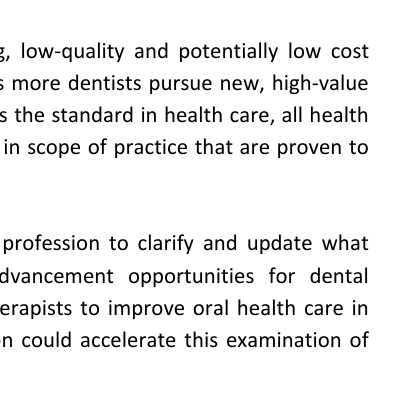 low-quality and potentially low cost
more dentists pursue new, high-value
the standard in health care, all health
in scope of practice that are proven to
profession to clarify and update what
opportunities for dental
to improve oral health care in
could accelerate this examination of